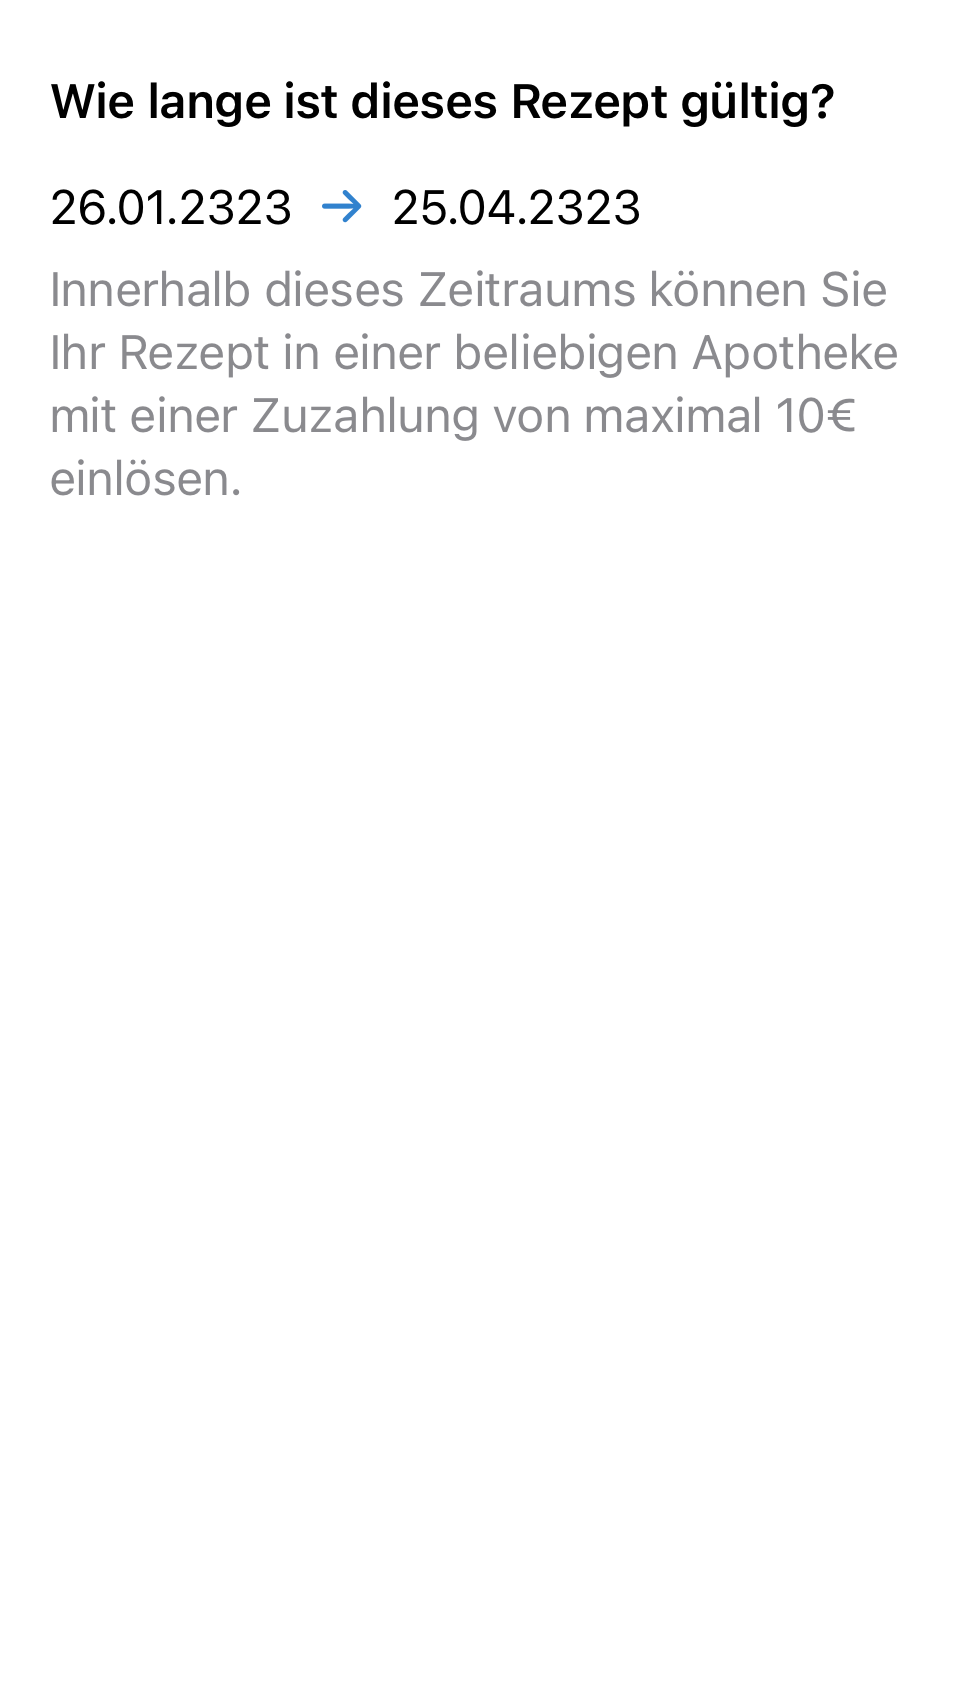 Wie lange ist dieses Rezept gültig?
26.01.2323 → 25.04.2323
Innerhalb dieses Zeitraums können Sie
Ihr Rezept in einer beliebigen Apotheke
mit einer Zuzahlung von maximal 10€
einlösen.